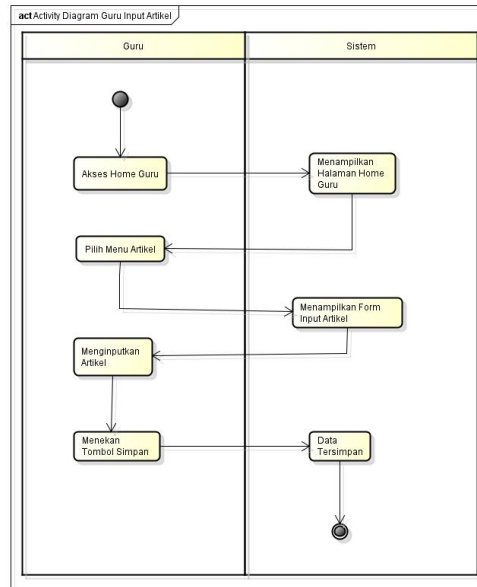 act Activity Diagram Guru Input Artikel
Guru
Sistem
Akses Home Guru
Menampilkan
Halaman Home
Guru
Pilih Menu Artikel
Menampilkan Form
Input Artikel
Menginputkan
Artikel
Menekan
Tombol Simpan
Data
Tersimpan